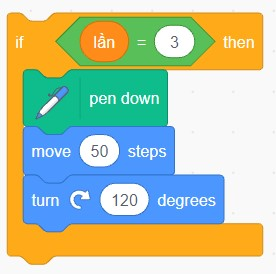 if lần = 3 then
pen down
move 50 steps
turn 120 degrees